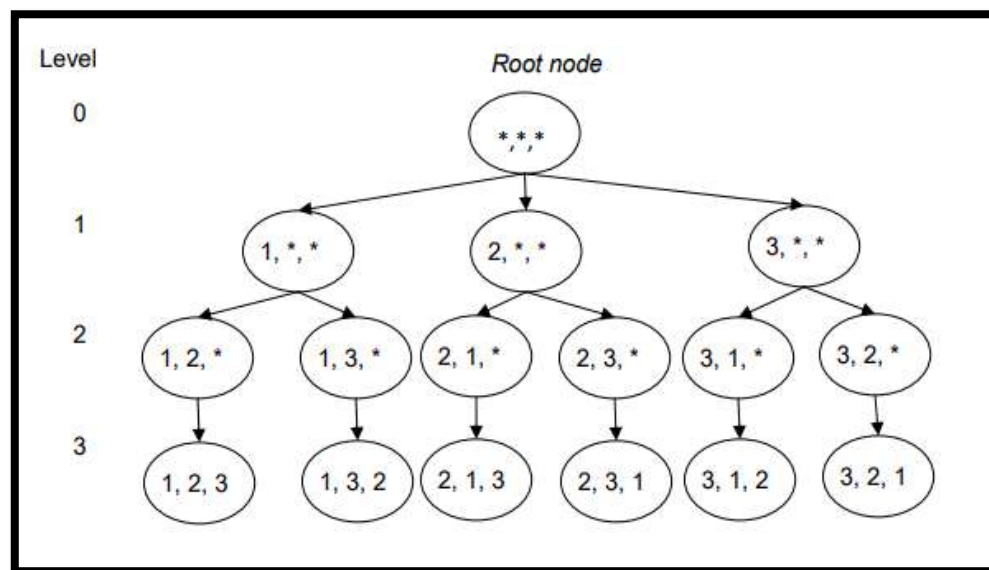 Level
Root node
0
*,*,*
1
1, *, *
2, *, *
3, *, *
2
1, 2, *
1, 3, *
2, 1, *
2, 3, *
3, 1, *
3, 2, *
3
1, 2, 3
1, 3, 2
2, 1, 3
2, 3, 1
3, 1, 2
3, 2, 1